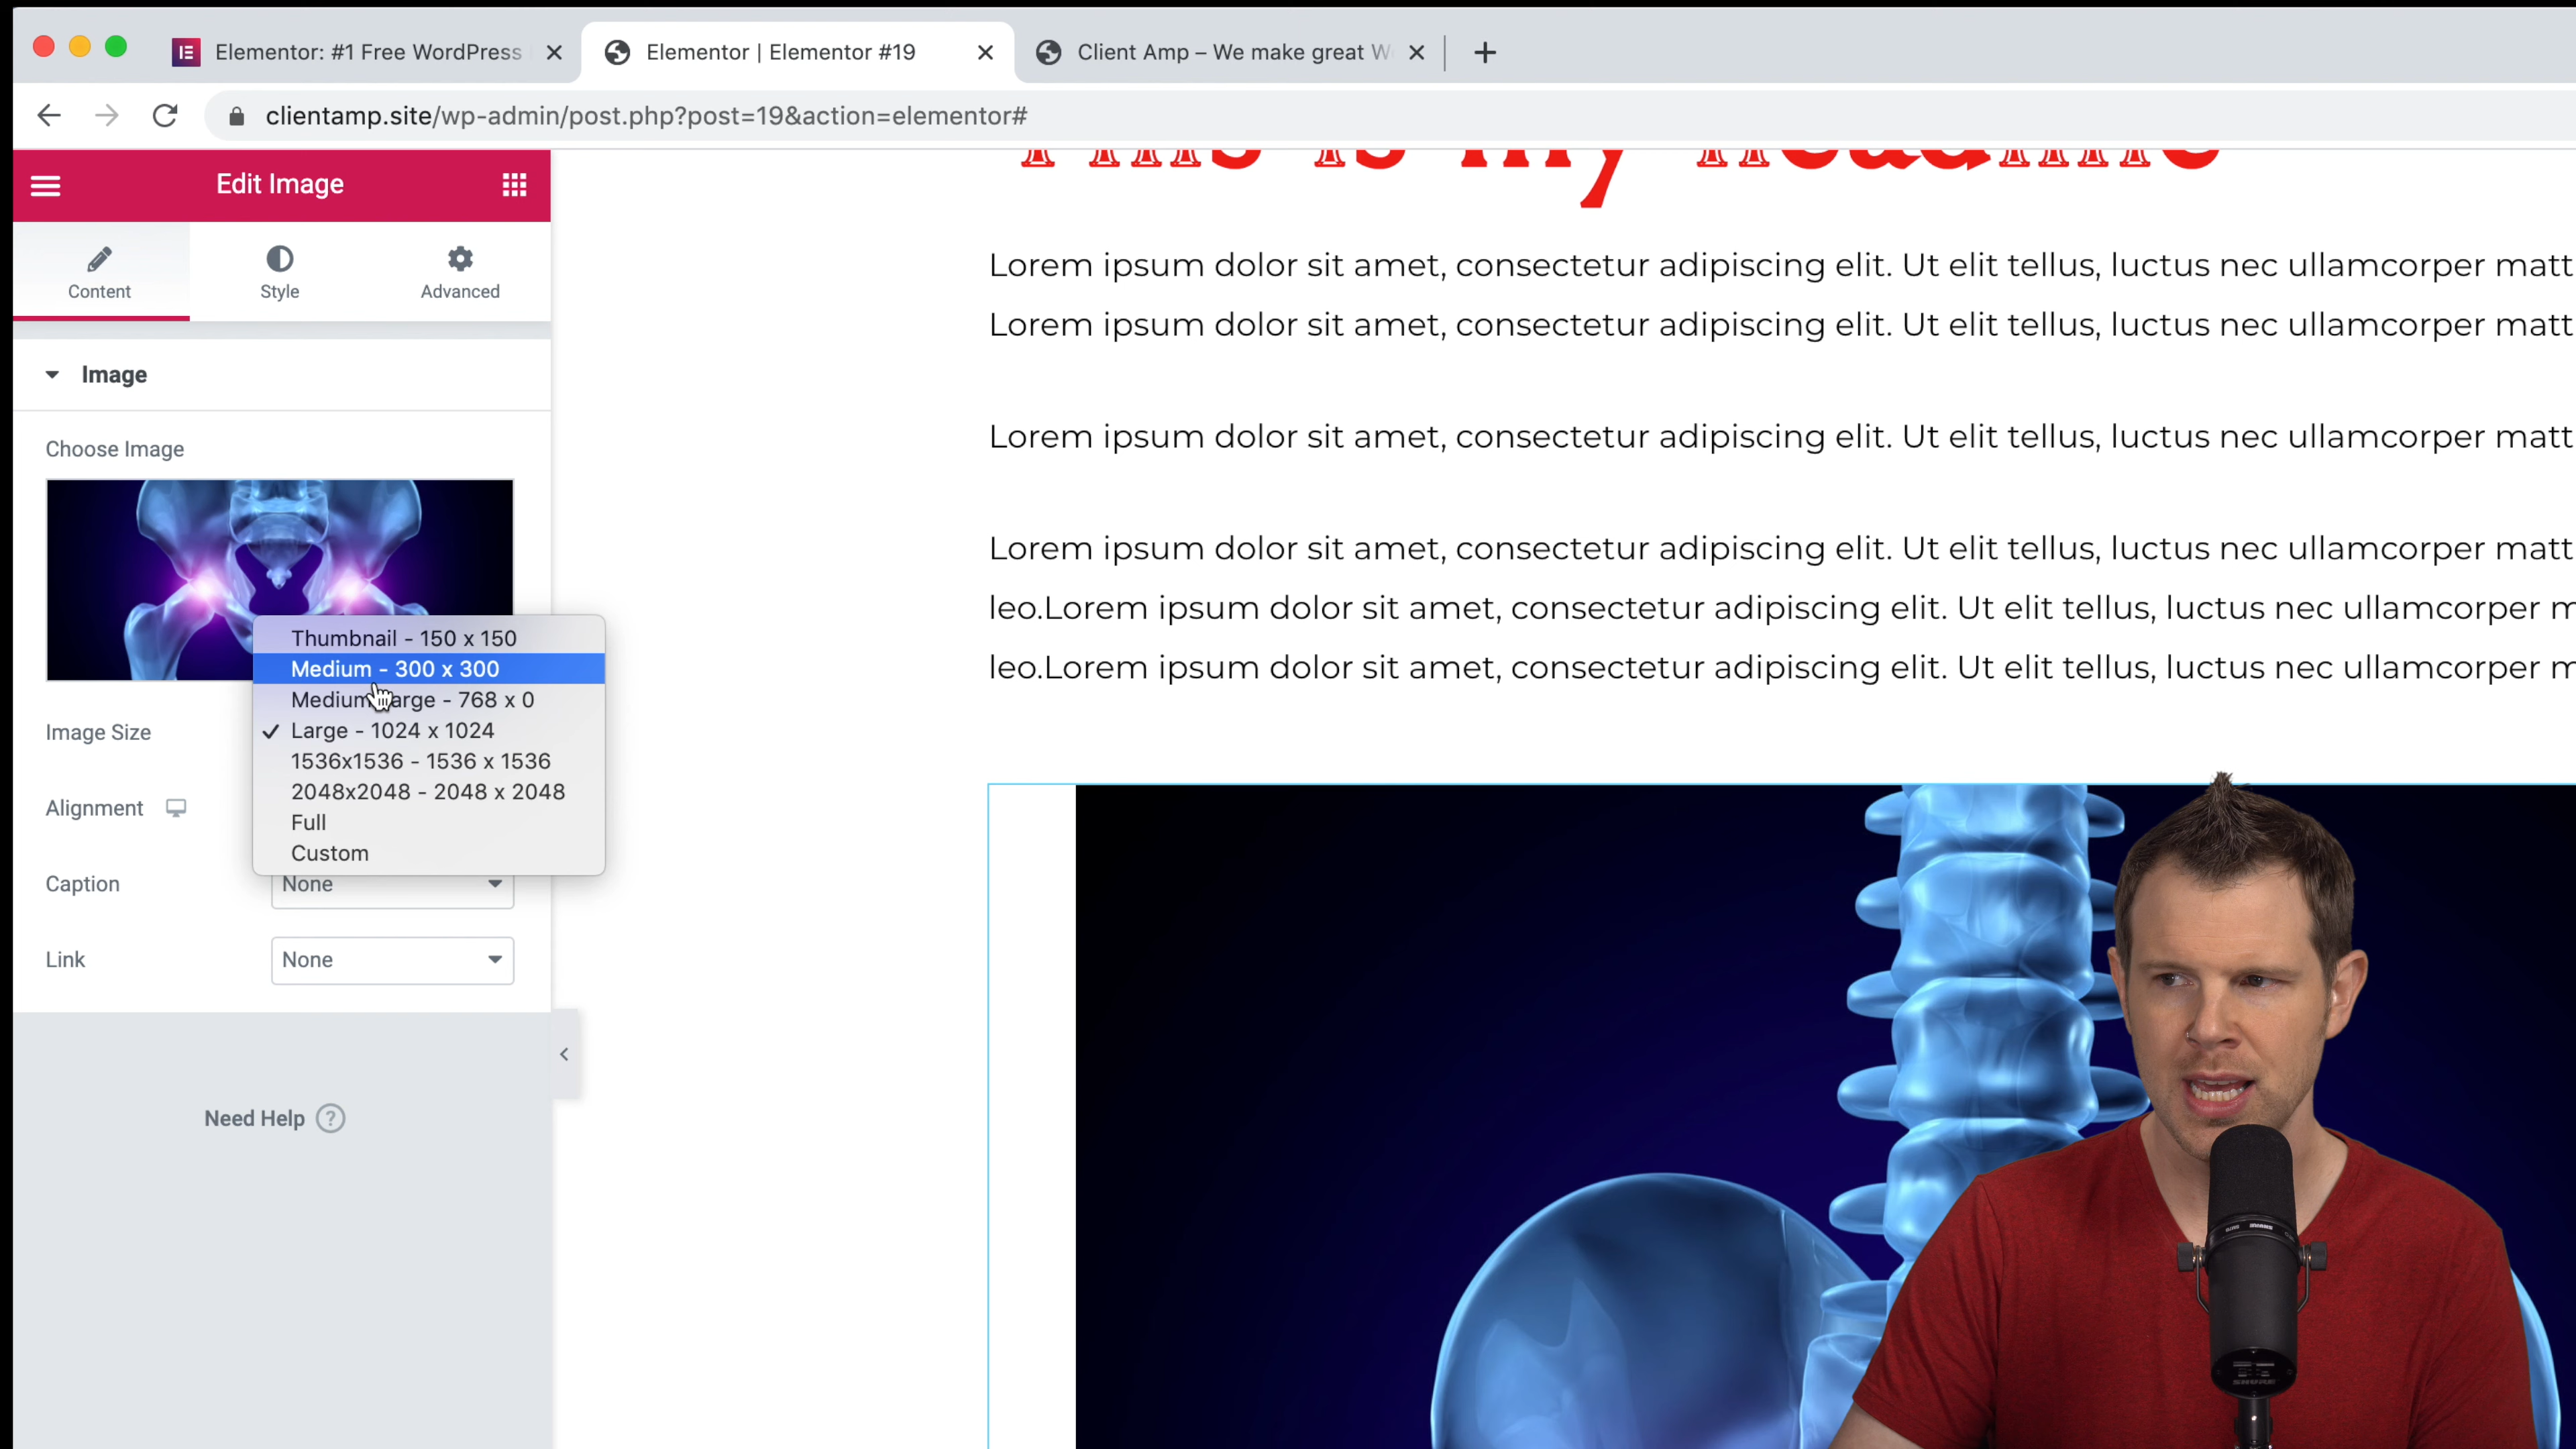 Elementor: #1 Free WordPress
Elementor | Elementor #19
Client Amp – We make great W
clientamp.site/wp-admin/post.php?post=19&action=elementor#
Edit Image
Content
Style
Advanced
Image
Choose Image
Thumbnail - 150 x 150
Medium - 300 x 300
Medium Large - 768 x 0
Large - 1024 x 1024
1536x1536 - 1536 x 1536
2048x2048 - 2048 x 2048
Full
Custom
Image Size
Alignment
Caption
None
Link
None
Need Help ?
This is my headline
Lorem ipsum dolor sit amet, consectetur adipiscing elit. Ut elit tellus, luctus nec ullamcorper matt
Lorem ipsum dolor sit amet, consectetur adipiscing elit. Ut elit tellus, luctus nec ullamcorper matt
Lorem ipsum dolor sit amet, consectetur adipiscing elit. Ut elit tellus, luctus nec ullamcorper matt
Lorem ipsum dolor sit amet, consectetur adipiscing elit. Ut elit tellus, luctus nec ullamcorper matt
leo.Lorem ipsum dolor sit amet, consectetur adipiscing elit. Ut elit tellus, luctus nec ullamcorper m
leo.Lorem ipsum dolor sit amet, consectetur adipiscing elit. Ut elit tellus, luctus nec ullamcorper m
SHURE